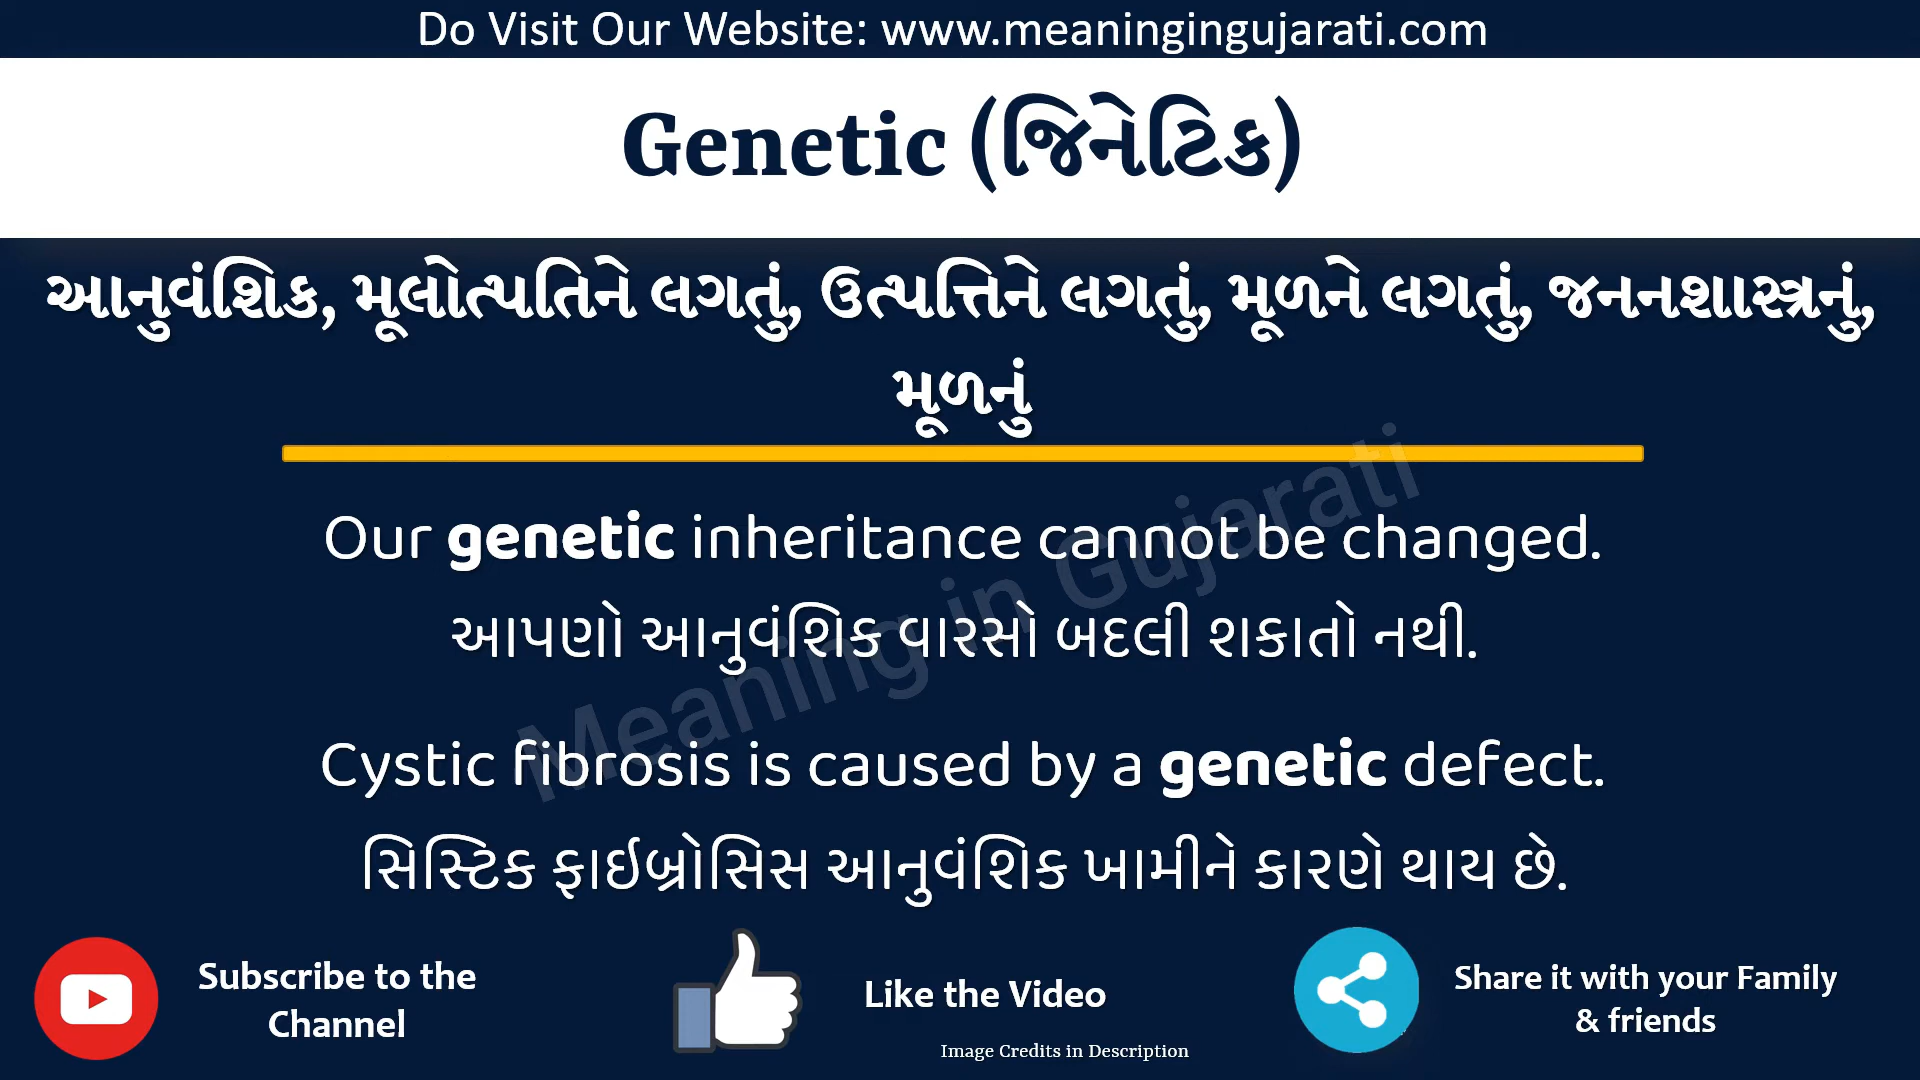 Do Visit Our Website: www.meaningingujarati.com
Genetic (જિનેટિક)
આનુવંશિક, મૂલોત્પતિને લગતું, ઉત્પત્તિને લગતું, મૂળને લગતું, જનનશાસ્ત્રનું,
મૂળનું
Our genetic inheritance cannot be changed.
આપણો આનુવંશિક વારસો બદલી શકાતો નથી.
Meaning in Gujarati
Cystic fibrosis is caused by a genetic defect.
સિસ્ટિક ફાઇબ્રોસિસ આનુવંશિક ખામીને કારણે થાય છે.
Subscribe to the
Channel
Like the Video
Share it with your Family
& friends
Image Credits in Description